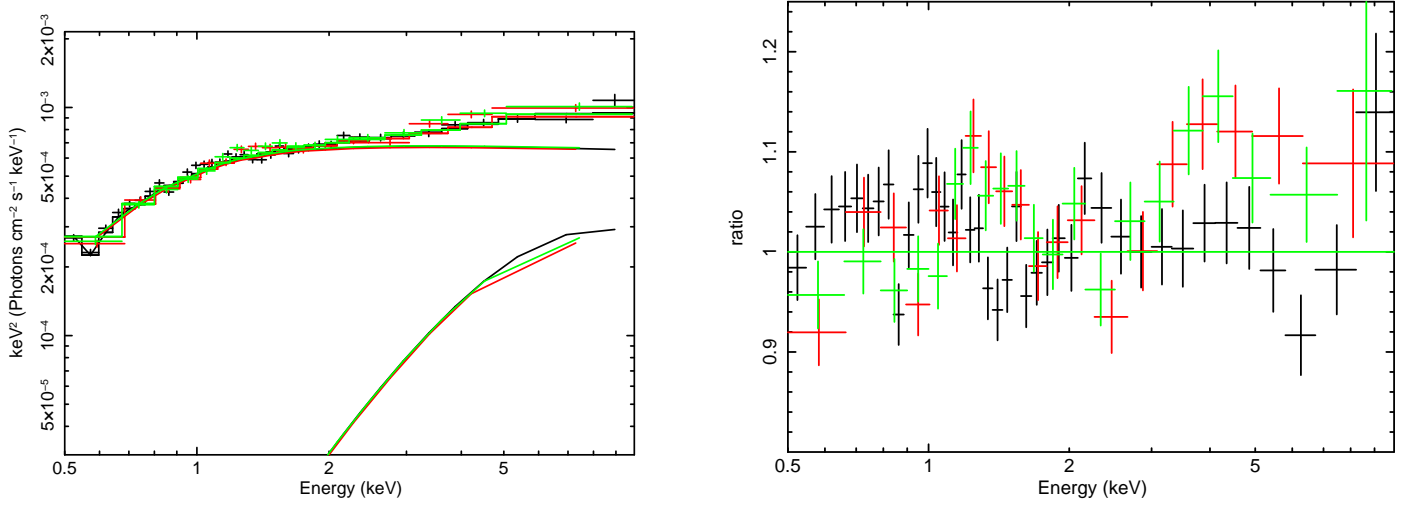 2×10⁻³
10⁻³
5×10⁻⁴
2×10⁻⁴
10⁻⁴
5×10⁻⁵
keV² (Photons cm⁻² s⁻¹ keV⁻¹)
0.5 1 2 5
Energy (keV)
1.2
1.1
1
0.9
ratio
0.5 1 2 5
Energy (keV)